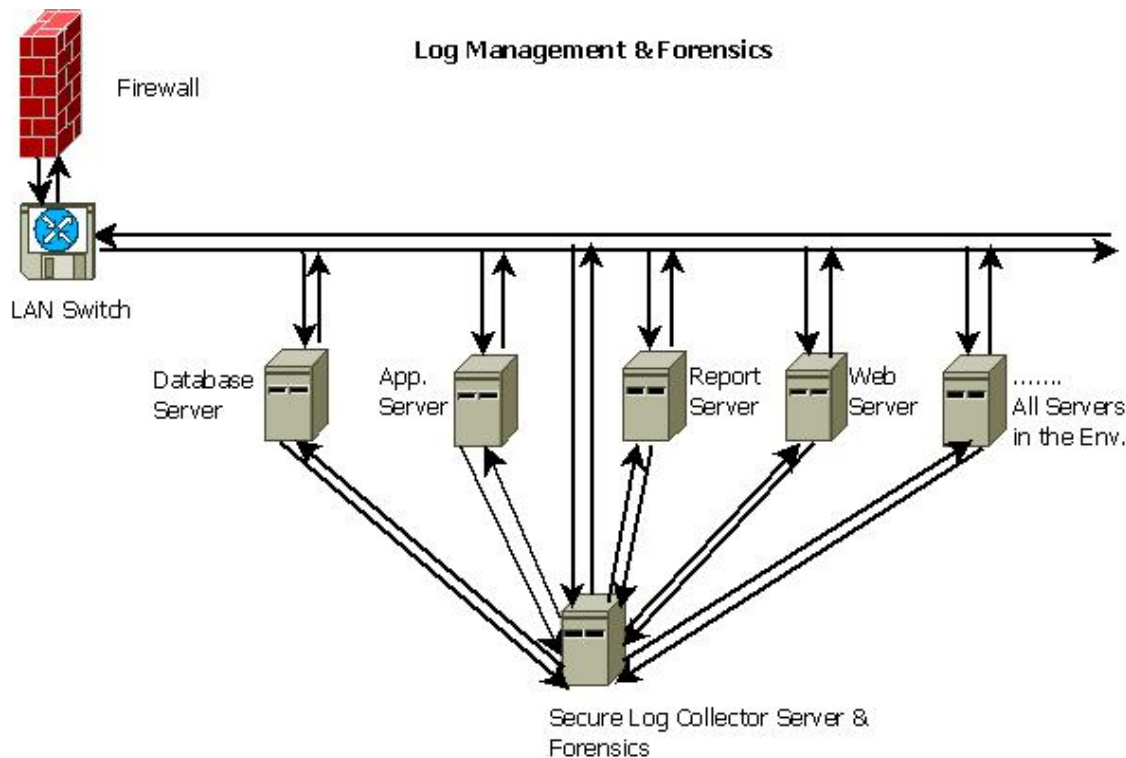 Log Management & Forensics
Firewall
LAN Switch
Database
Server
App.
Server
Report
Server
Web
Server
.......
All Servers
in the Env.
Secure Log Collector Server &
Forensics